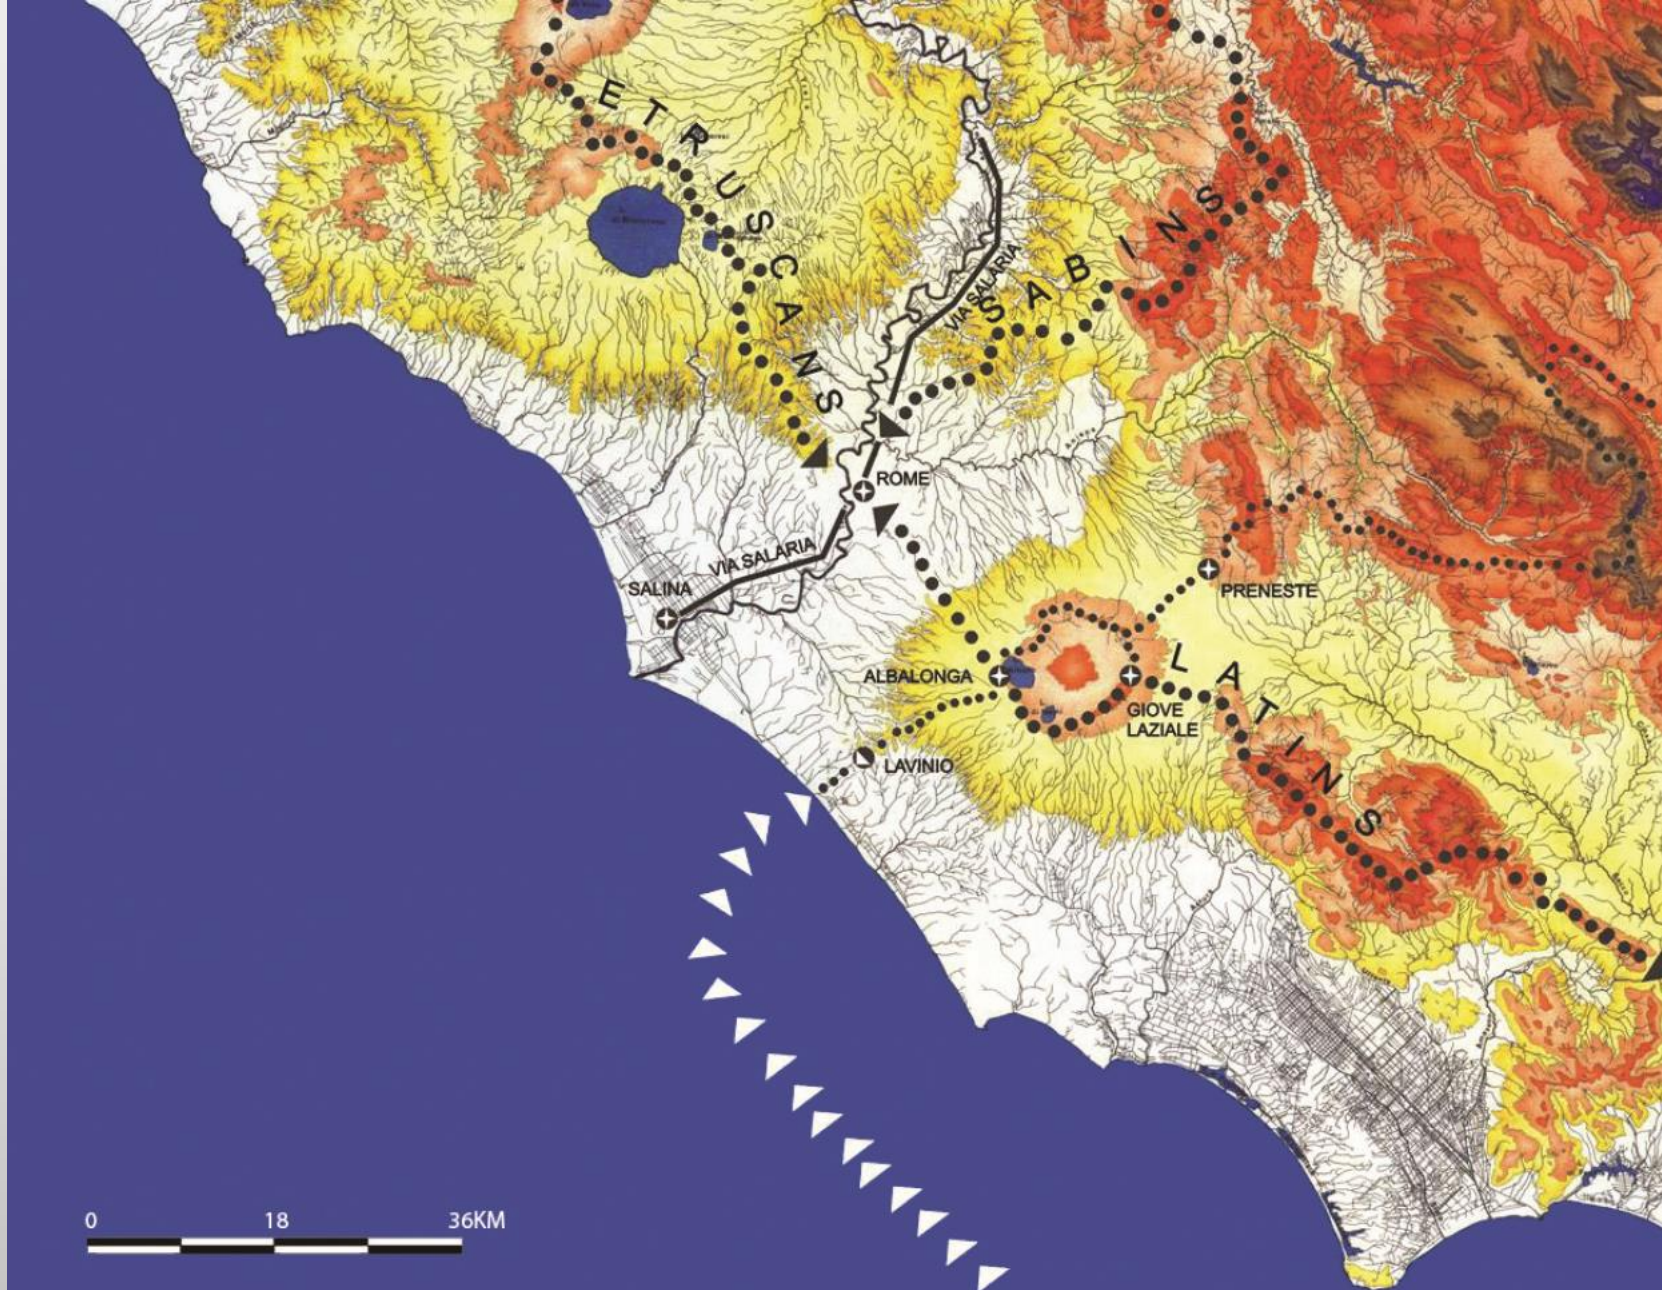 ETRUSCANS
SABINS
VIA SALARIA
ROME
VIA SALARIA
SALINA
PRENESTE
ALBALONGA
LATINS
GIOVE
LAZIALE
LAVINIO
0 18 36KM